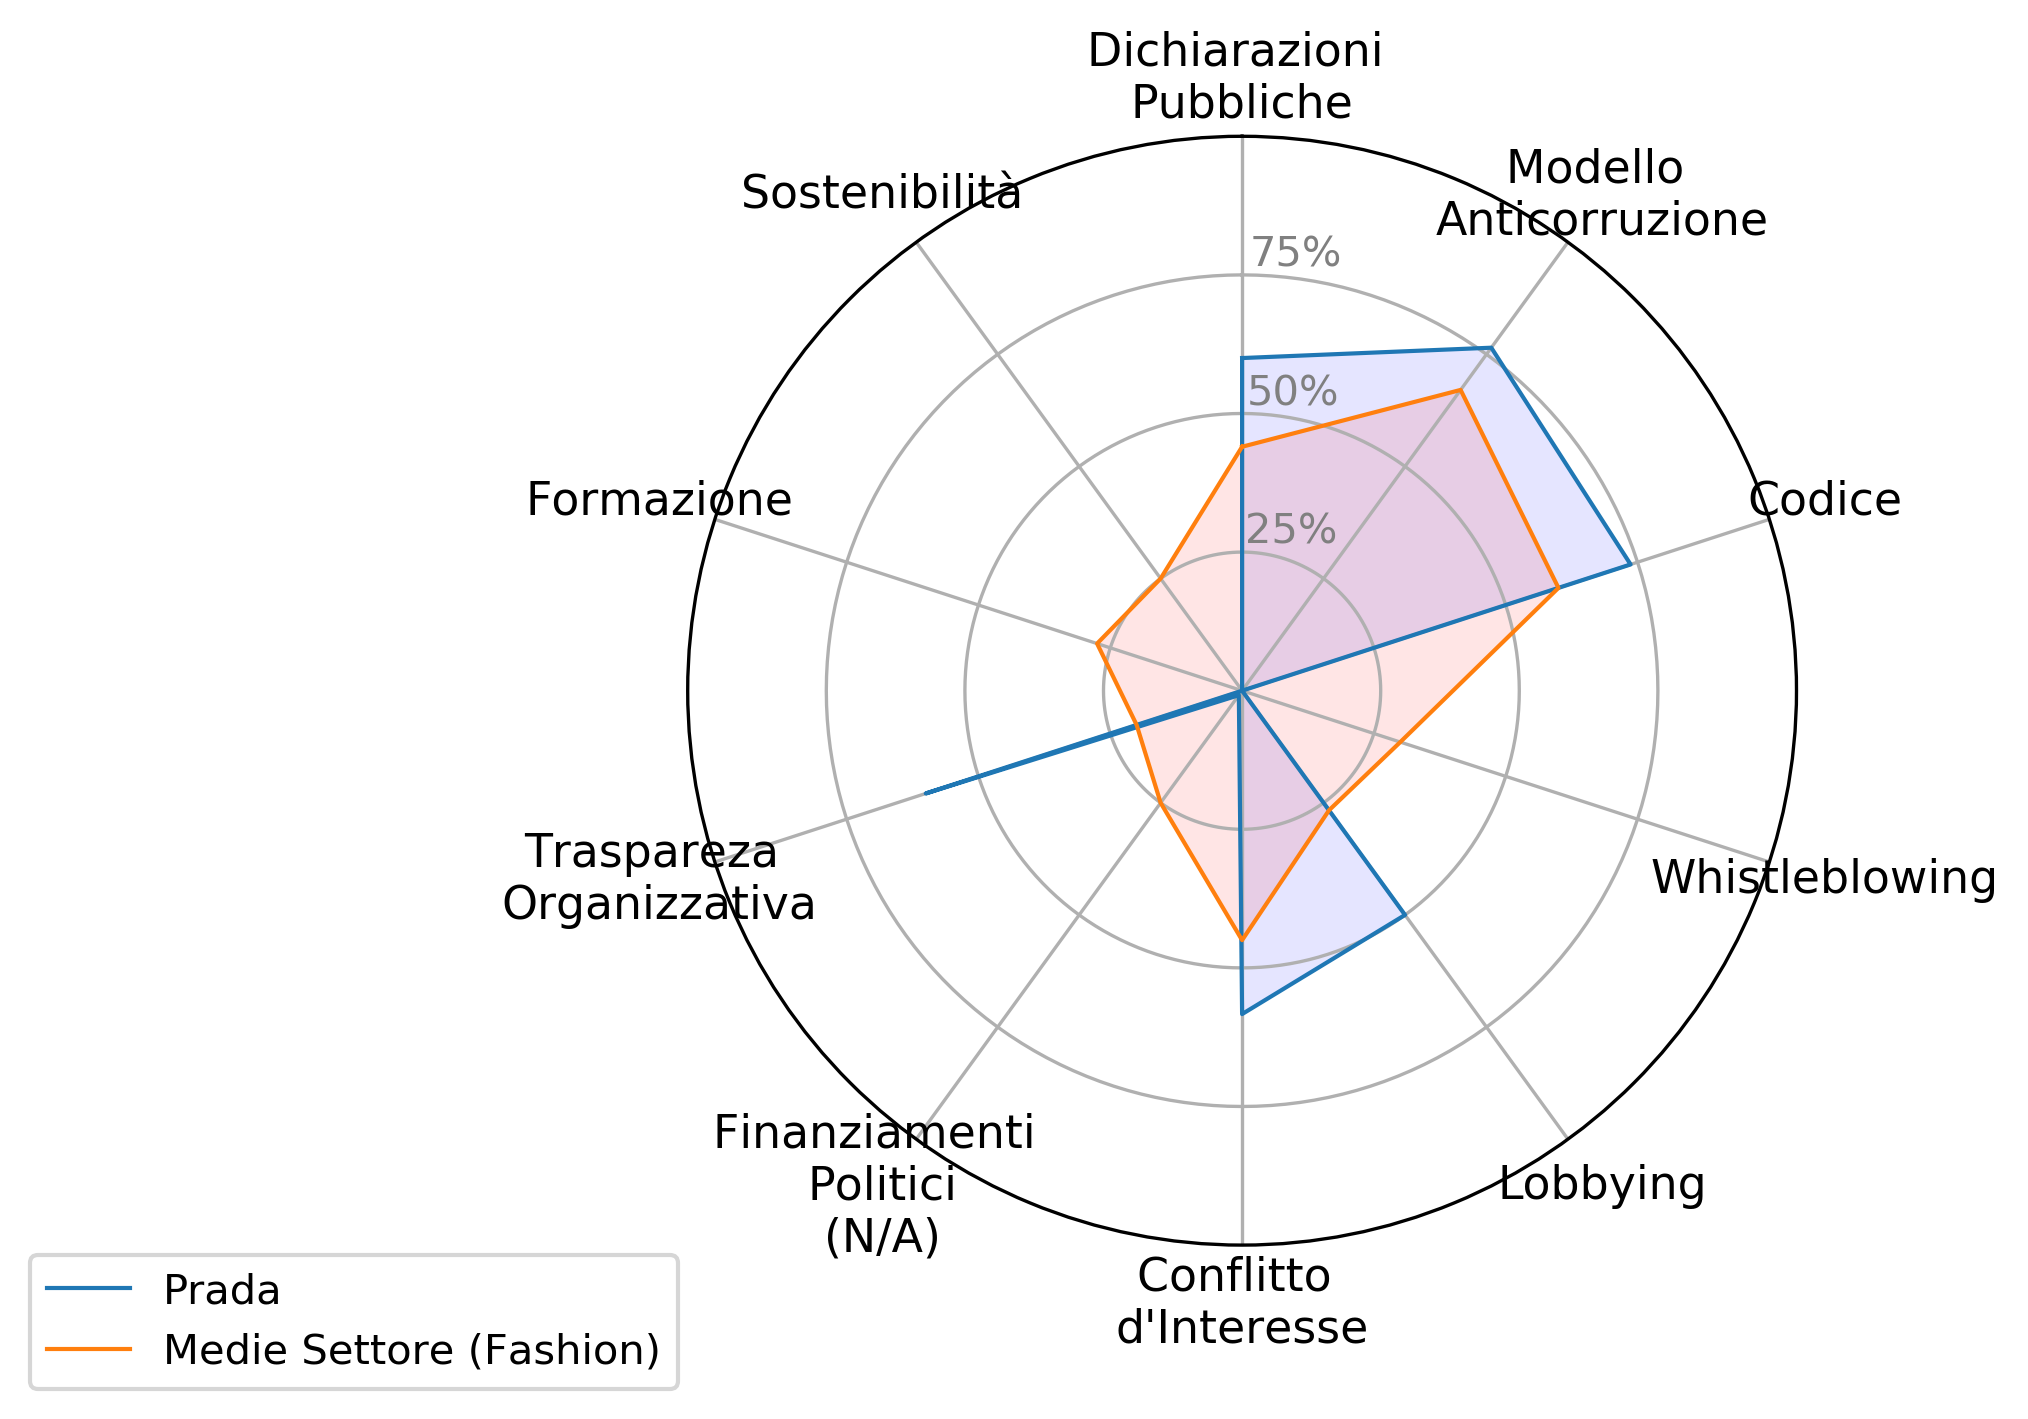 Dichiarazioni
Pubbliche
Modello
Anticorruzione
Sostenibilità
75%
50%
Formazione
Codice
25%
Traspareza
Organizzativa
Whistleblowing
Finanziamenti
Politici
(N/A)
Lobbying
Conflitto
d'Interesse
Prada
Medie Settore (Fashion)